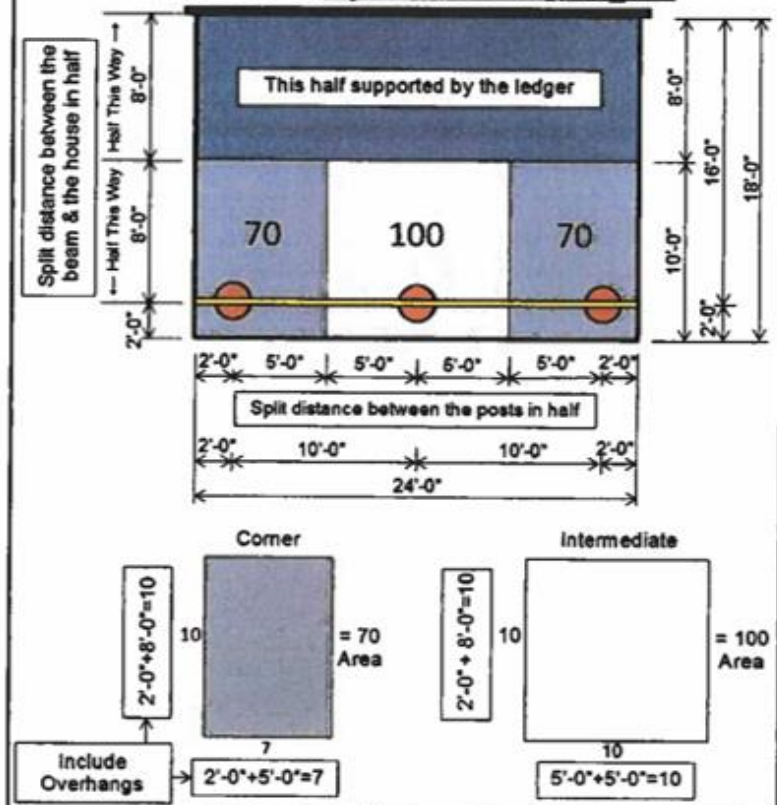 Split distance between the
beam & the house in half
← Half This Way
Half This Way →
8'-0"
8'-0"
2'-0"
This half supported by the ledger
70
100
70
8'-0"
10'-0"
16'-0"
2'-0"
18'-0"
2'-0"
5'-0"
5'-0"
5'-0"
5'-0"
2'-0"
Split distance between the posts in half
2'-0"
10'-0"
10'-0"
2'-0"
24'-0"
Corner
2'-0"+8'-0"=10
10
= 70
Area
7
Include
Overhangs
2'-0"+5'-0"=7
Intermediate
2'-0" + 8'-0"=10
10
= 100
Area
10
5'-0"+5'-0"=10